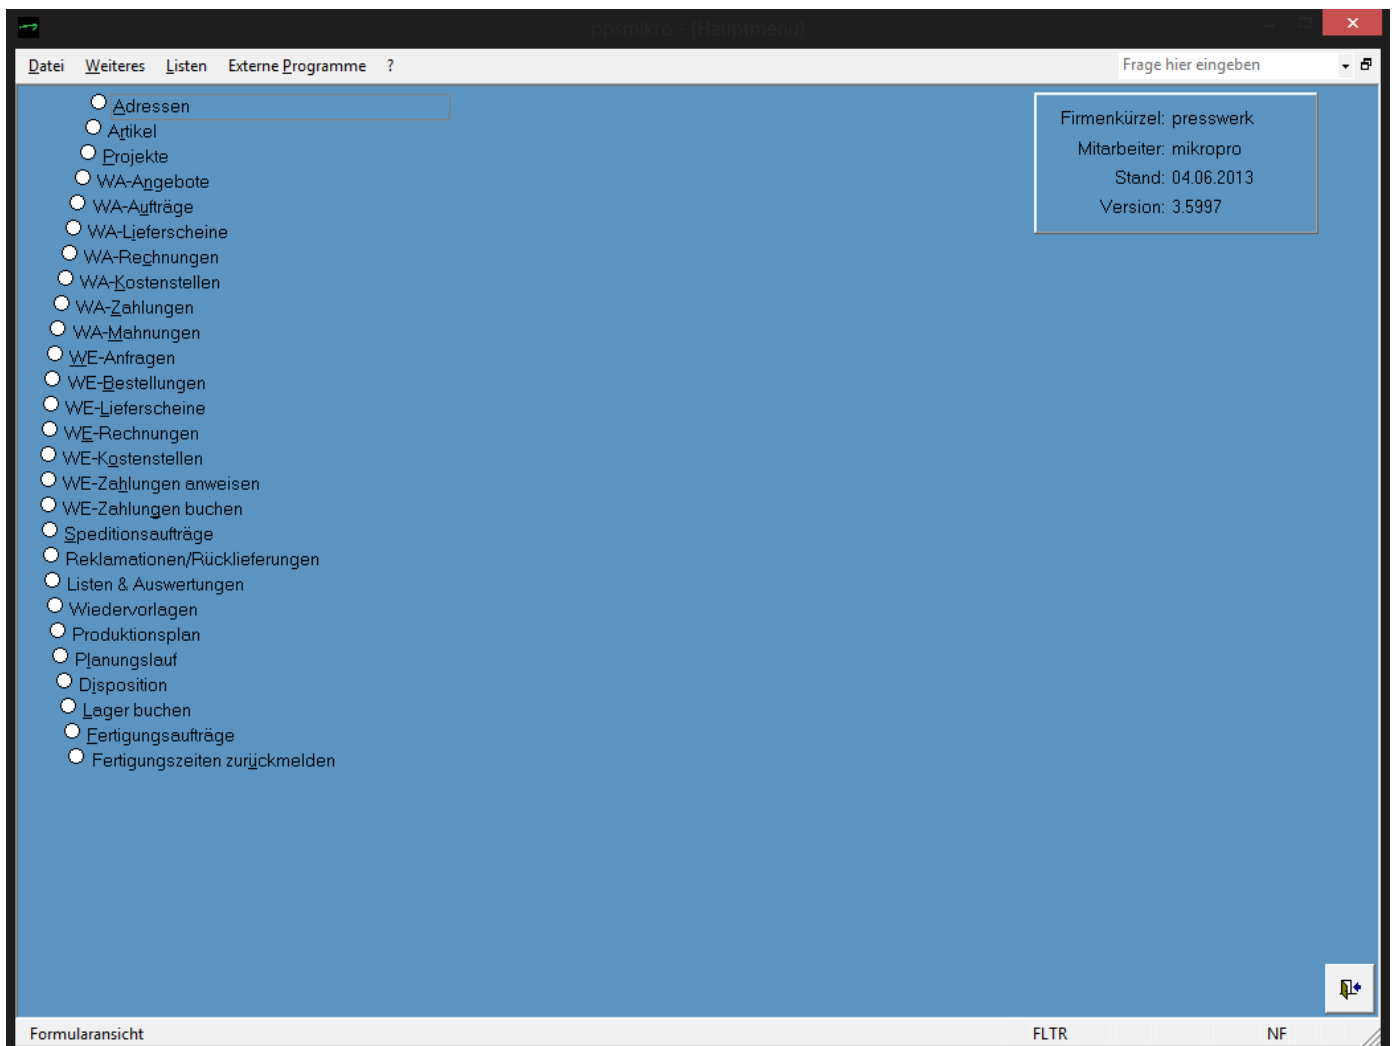 ppsmikro - [Hauptmenu]
Datei Weiteres Listen Externe Programme ? Frage hier eingeben
Adressen
Artikel
Projekte
WA-Angebote
WA-Aufträge
WA-Lieferscheine
WA-Rechnungen
WA-Kostenstellen
WA-Zahlungen
WA-Mahnungen
WE-Anfragen
WE-Bestellungen
WE-Lieferscheine
WE-Rechnungen
WE-Kostenstellen
WE-Zahlungen anweisen
WE-Zahlungen buchen
Speditionsaufträge
Reklamationen/Rücklieferungen
Listen & Auswertungen
Wiedervorlagen
Produktionsplan
Planungslauf
Disposition
Lager buchen
Fertigungsaufträge
Fertigungszeiten zurückmelden
Firmenkürzel: presswerk
Mitarbeiter: mikropro
Stand: 04.06.2013
Version: 3.5997
Formularansicht FLTR NF